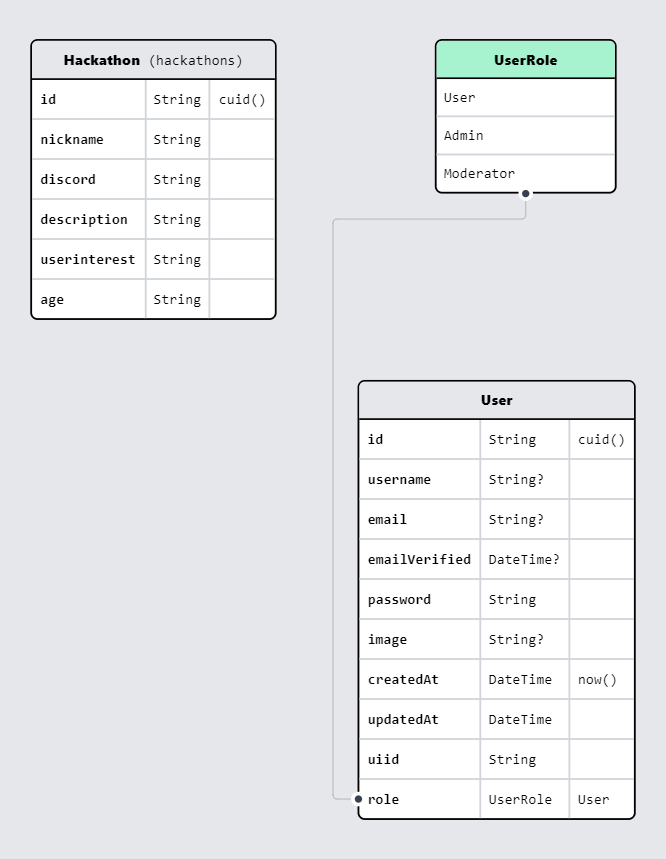 Hackathon (hackathons)
id String cuid()
nickname String
discord String
description String
userinterest String
age String
UserRole
User
Admin
Moderator
User
id String cuid()
username String?
email String?
emailVerified DateTime?
password String
image String?
createdAt DateTime now()
updatedAt DateTime
uiid String
role UserRole User